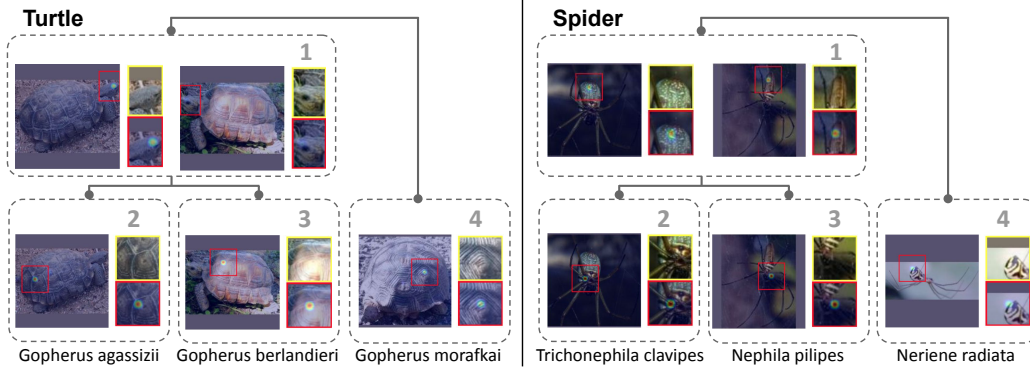 Turtle
1
2
3
4
Gopherus agassizii
Gopherus berlandieri
Gopherus morafkai
Spider
1
2
3
4
Trichonephila clavipes
Nephila pilipes
Neriene radiata